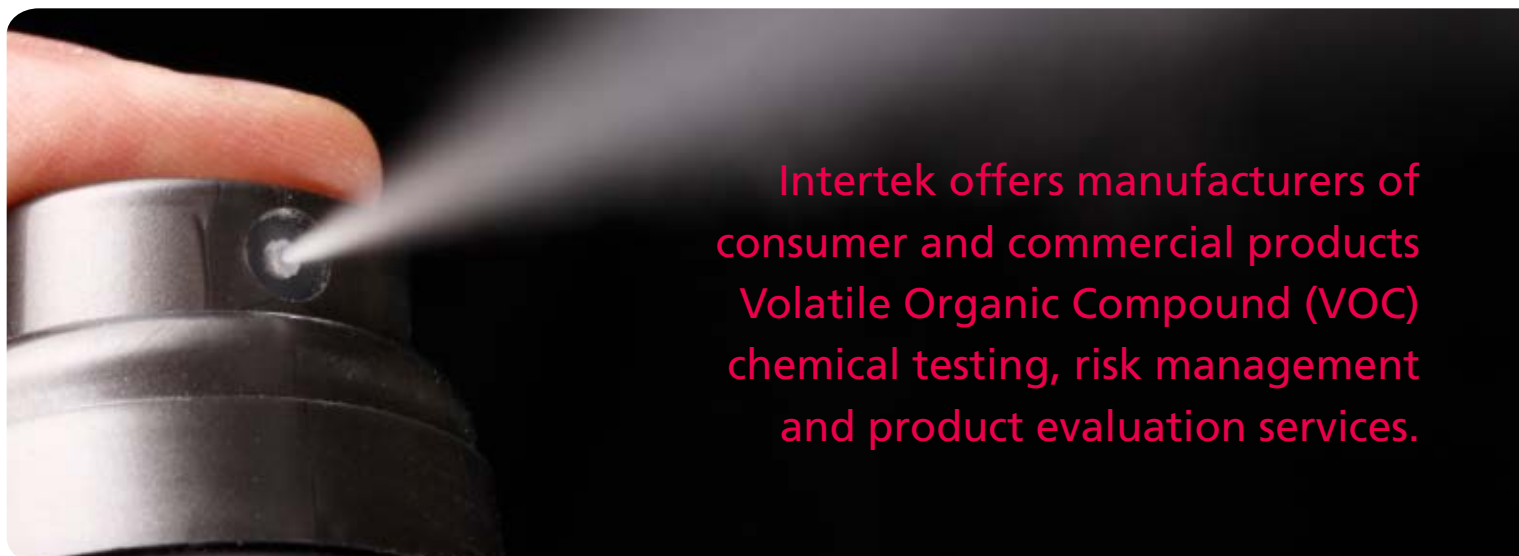 Intertek offers manufacturers of
consumer and commercial products
Volatile Organic Compound (VOC)
chemical testing, risk management
and product evaluation services.